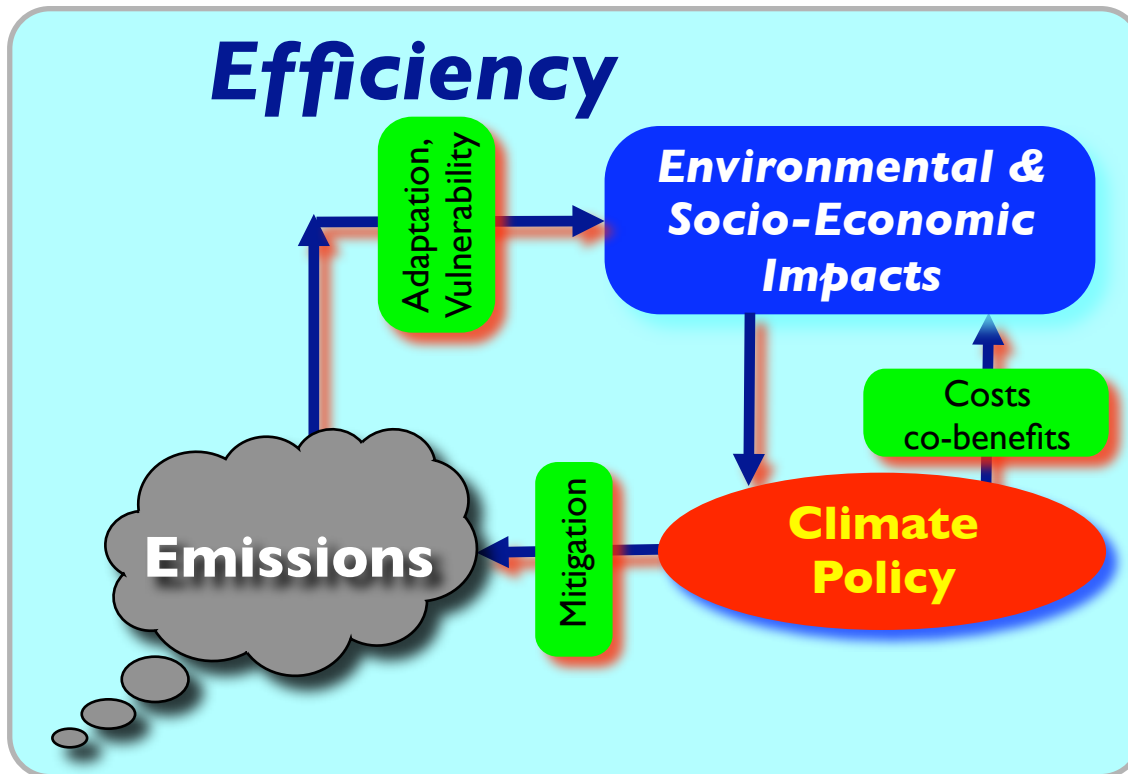 Efficiency
Adaptation,
Vulnerability
Environmental &
Socio-Economic
Impacts
Costs
co-benefits
Emissions
Mitigation
Climate
Policy